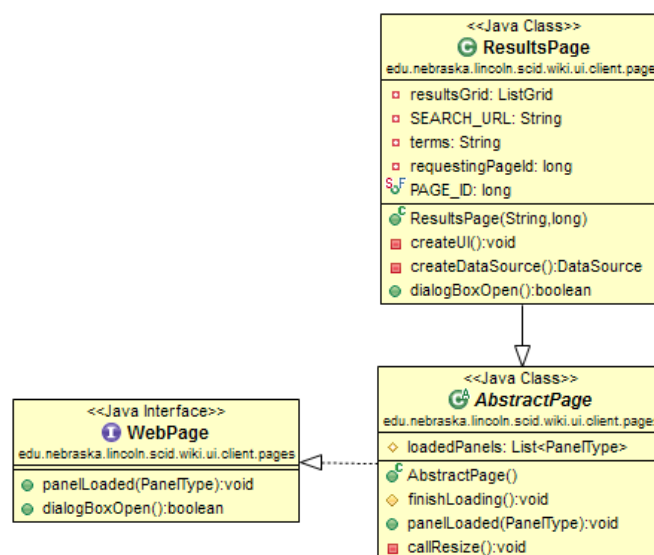 <<Java Class>>
C ResultsPage
edu.nebraska.lincoln.scid.wiki.ui.client.page
resultsGrid: ListGrid
SEARCH_URL: String
terms: String
requestingPageId: long
S F PAGE_ID: long
C ResultsPage(String,long)
createUI():void
createDataSource():DataSource
dialogBoxOpen():boolean
<<Java Class>>
C A AbstractPage
edu.nebraska.lincoln.scid.wiki.ui.client.pages
loadedPanels: List<PanelType>
C AbstractPage()
finishLoading():void
panelLoaded(PanelType):void
callResize():void
<<Java Interface>>
I WebPage
edu.nebraska.lincoln.scid.wiki.ui.client.pages
panelLoaded(PanelType):void
dialogBoxOpen():boolean